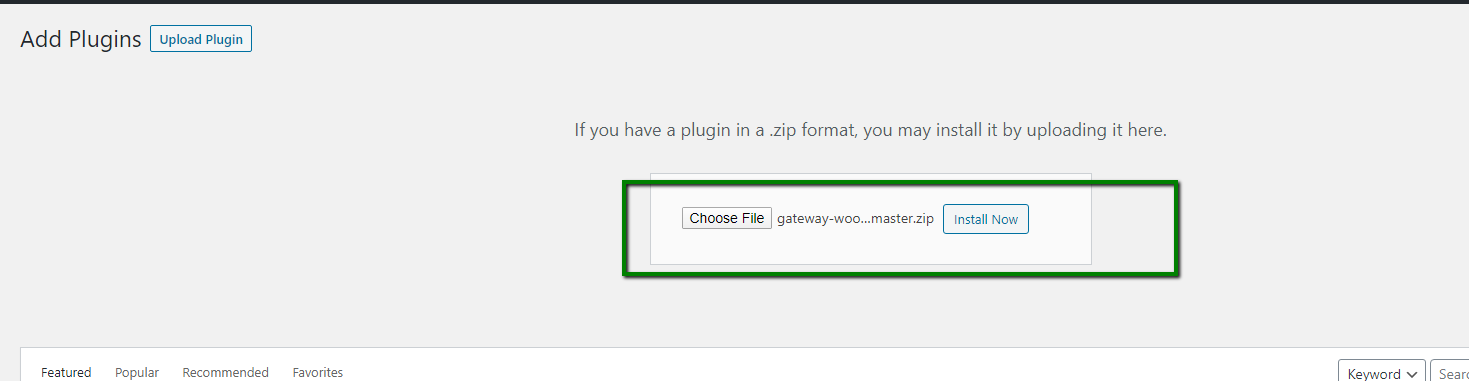 Add Plugins Upload Plugin
If you have a plugin in a .zip format, you may install it by uploading it here.
Choose File gateway-woo...master.zip Install Now
Featured Popular Recommended Favorites Keyword Searc